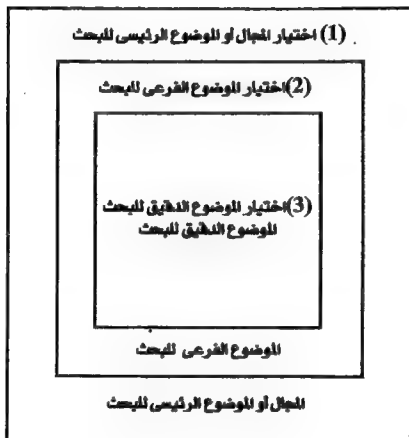 (1) اختيار المجال أو الموضوع الرئيسى للبحث
(2)اختيار الموضوع الفرعى للبحث
(3)اختيار الموضوع الدقيق للبحث
الموضوع الدقيق للبحث
الموضوع الفرعى للبحث
المجال أو الموضوع الرئيسى للبحث